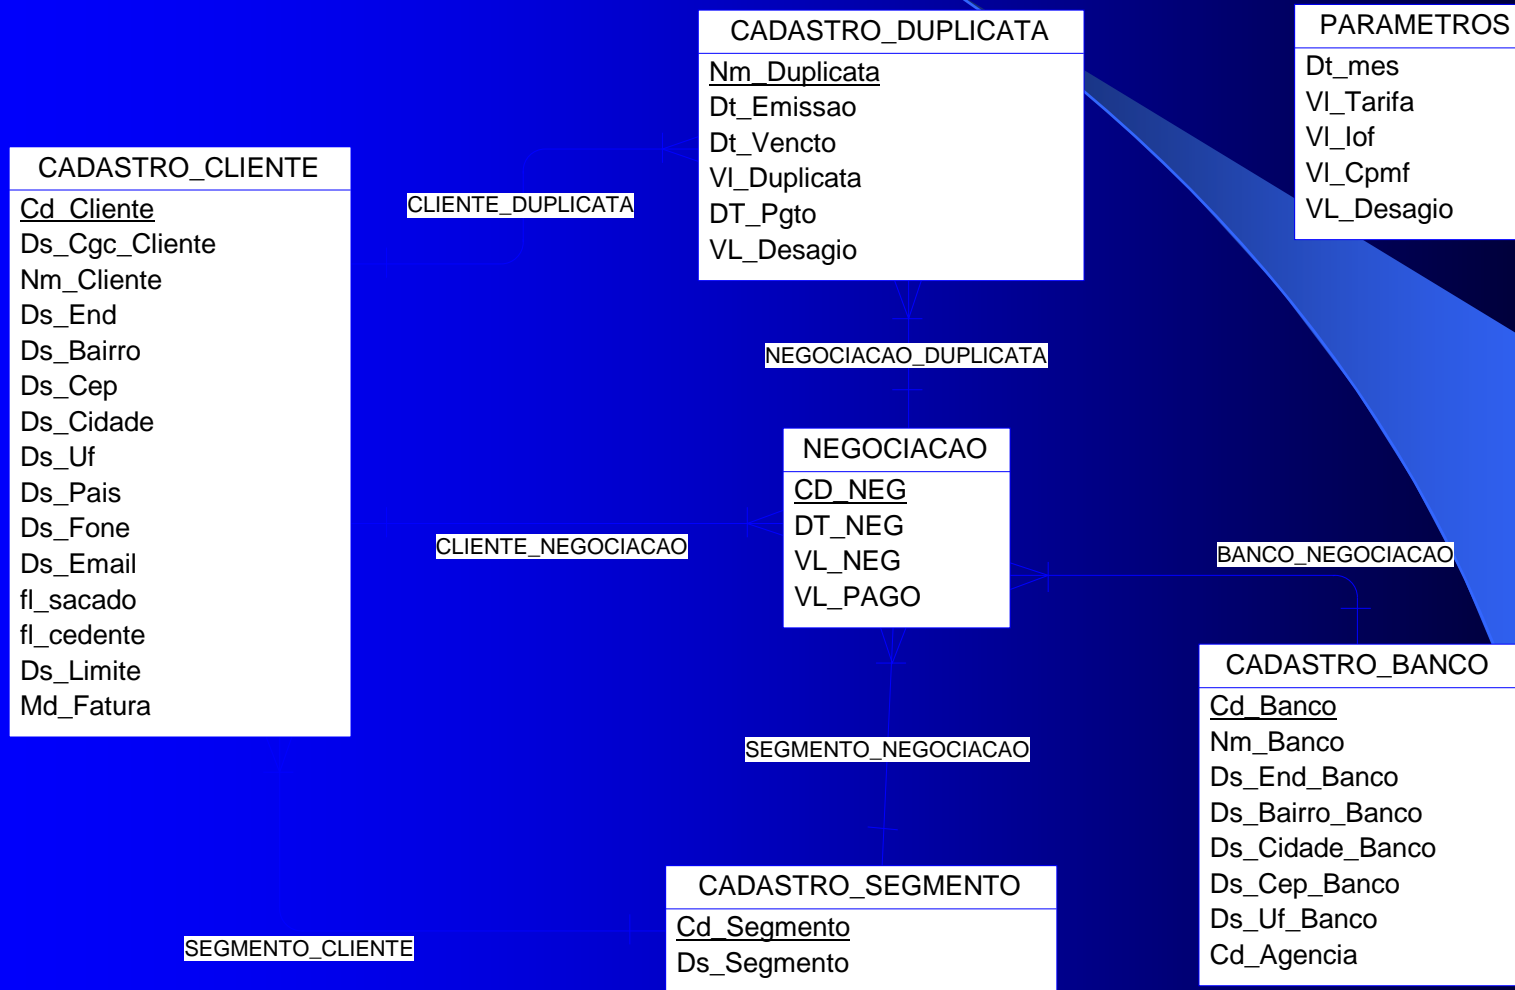 CADASTRO_DUPLICATA
Nm_Duplicata
Dt_Emissao
Dt_Vencto
Vl_Duplicata
DT_Pgto
VL_Desagio
PARAMETROS
Dt_mes
Vl_Tarifa
Vl_Iof
Vl_Cpmf
VL_Desagio
CADASTRO_CLIENTE
Cd_Cliente
Ds_Cgc_Cliente
Nm_Cliente
Ds_End
Ds_Bairro
Ds_Cep
Ds_Cidade
Ds_Uf
Ds_Pais
Ds_Fone
Ds_Email
fl_sacado
fl_cedente
Ds_Limite
Md_Fatura
CLIENTE_DUPLICATA
NEGOCIACAO_DUPLICATA
NEGOCIACAO
CD_NEG
DT_NEG
VL_NEG
VL_PAGO
CLIENTE_NEGOCIACAO
BANCO_NEGOCIACAO
CADASTRO_BANCO
Cd_Banco
Nm_Banco
Ds_End_Banco
Ds_Bairro_Banco
Ds_Cidade_Banco
Ds_Cep_Banco
Ds_Uf_Banco
Cd_Agencia
SEGMENTO_NEGOCIACAO
CADASTRO_SEGMENTO
Cd_Segmento
Ds_Segmento
SEGMENTO_CLIENTE